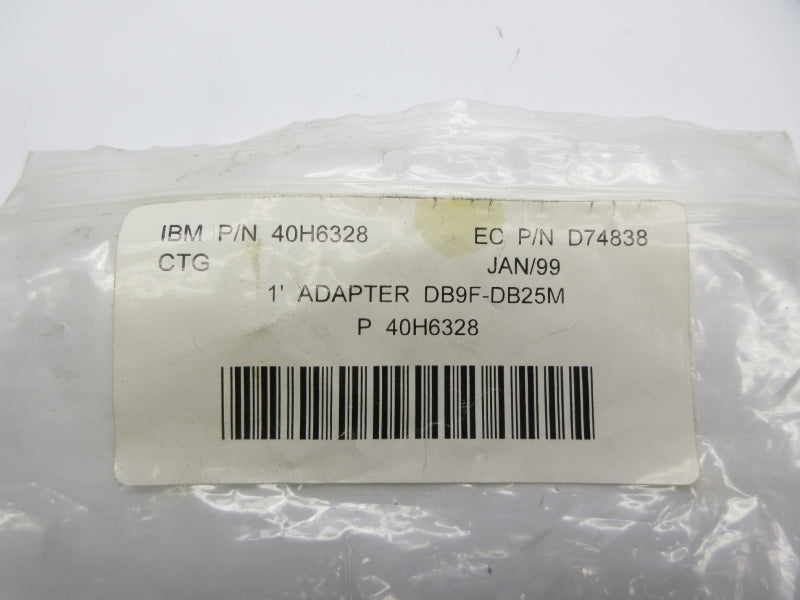 IBM P/N 40H6328 EC P/N D74838
CTG JAN/99
1' ADAPTER DB9F-DB25M
P 40H6328